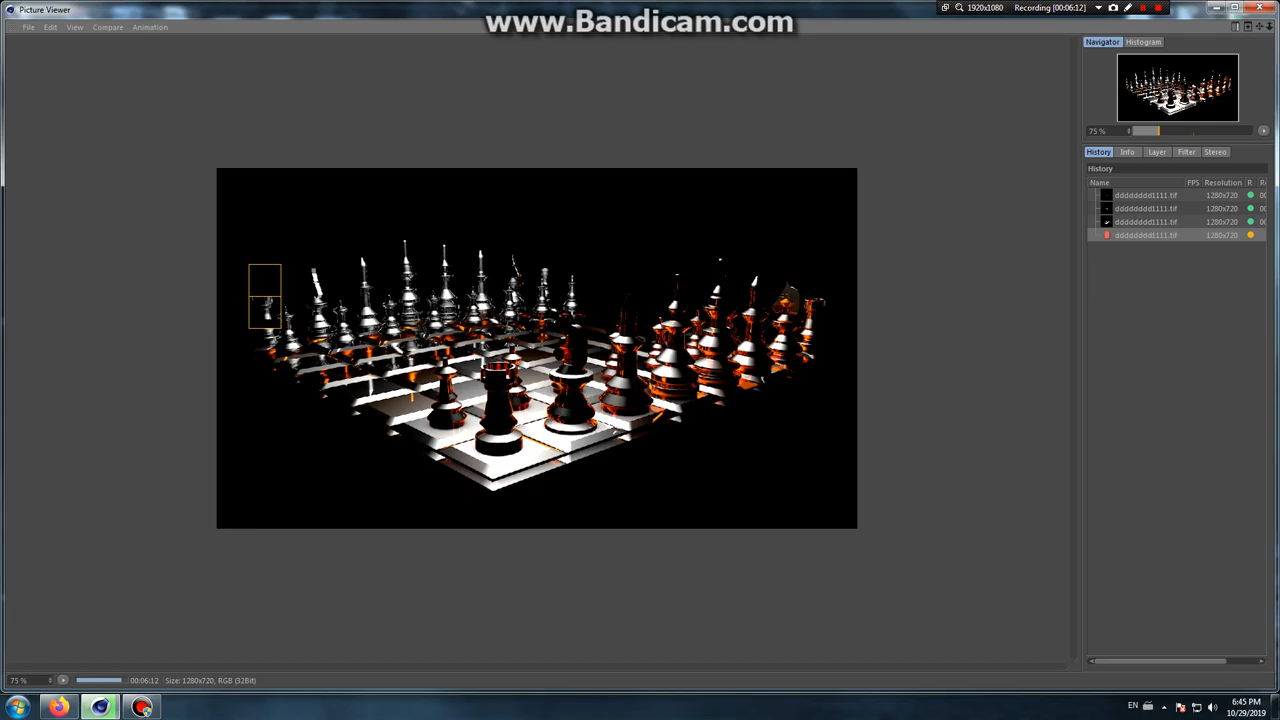 Picture Viewer
www.Bandicam.com
1920x1080
Recording [00:06:12]
File Edit View Compare Animation
Navigator Histogram
75 %
History Info Layer Filter Stereo
History
Name FPS Resolution R
dddddddd1111.tif 1280x720
dddddddd1111.tif 1280x720
dddddddd1111.tif 1280x720
dddddddd1111.tif 1280x720
75 % 00:06:12 Size: 1280x720, RGB (32Bit)
EN
6:45 PM
10/29/2019